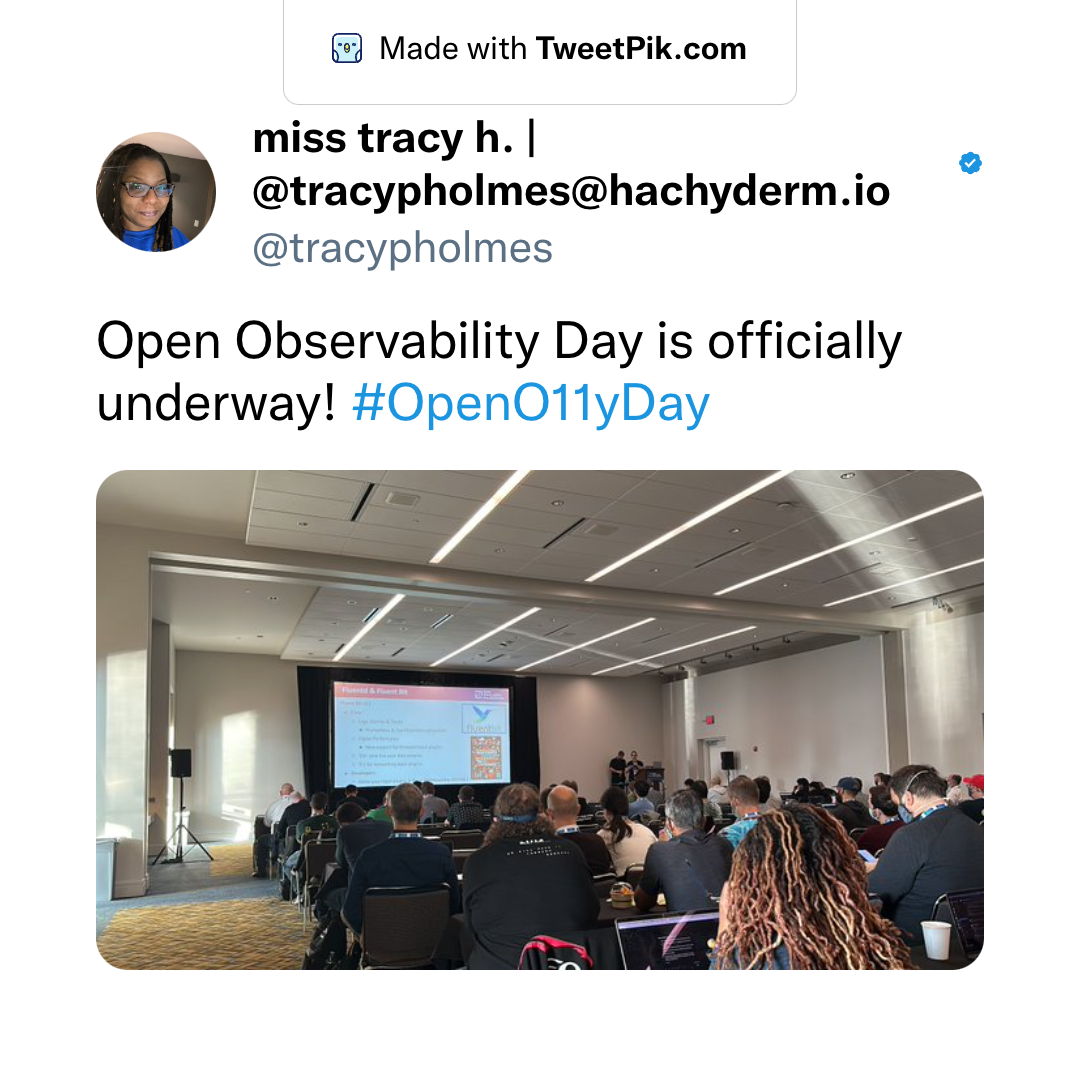 Made with TweetPik.com
miss tracy h. |
@tracypholmes@hachyderm.io
@tracypholmes
Open Observability Day is officially
underway! #OpenO11yDay
Fluentd & Fluent Bit
fluentbit